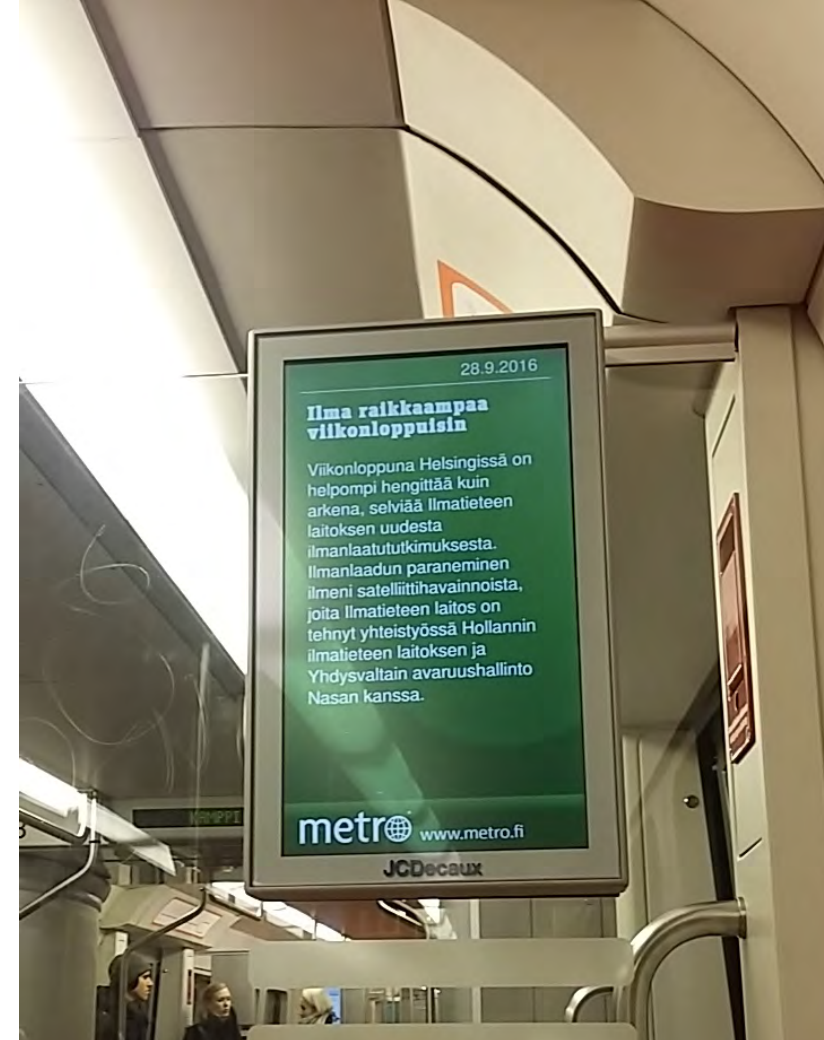 28.9.2016
Ilma raikkaampaa
viikonloppuisin
Viikonloppuna Helsingissä on
helpompi hengittää kuin
arkena, selviää Ilmatieteen
laitoksen uudesta
ilmanlaatututkimuksesta.
Ilmanlaadun paraneminen
ilmeni satelliittihavainnoista,
joita Ilmatieteen laitos on
tehnyt yhteistyössä Hollannin
ilmatieteen laitoksen ja
Yhdysvaltain avaruushallinto
Nasan kanssa.
KAMPPI
metro www.metro.fi
JCDecaux